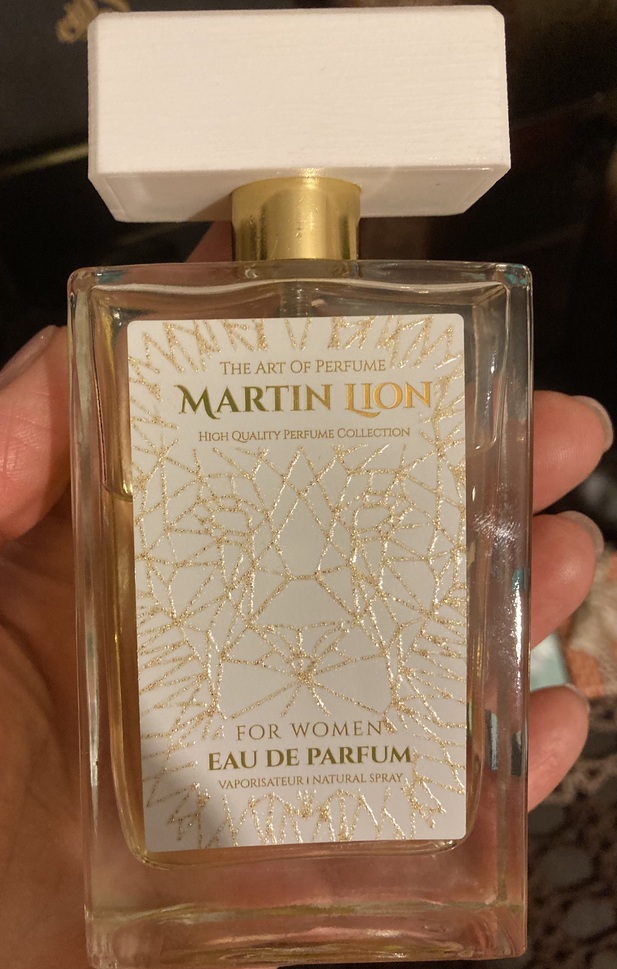 THE ART OF PERFUME
MARTIN LION
HIGH QUALITY PERFUME COLLECTION
FOR WOMEN
EAU DE PARFUM
VAPORISATEUR | NATURAL SPRAY